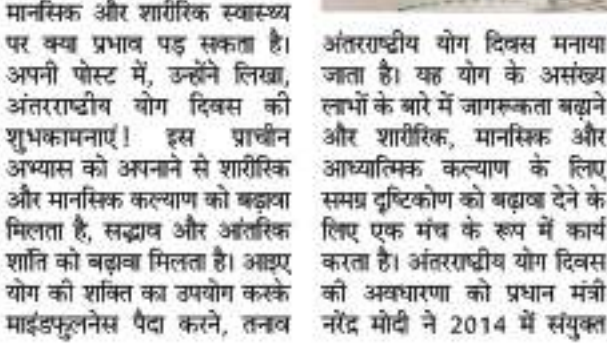 मानसिक और शारीरिक स्वास्थ्य
पर क्या प्रभाव पड़ सकता है।
अपनी पोस्ट में, उन्होंने लिखा,
अंतरराष्ट्रीय योग दिवस की
शुभकामनाएं! इस प्राचीन
अभ्यास को अपनाने से शारीरिक
और मानसिक कल्याण को बढ़ावा
मिलता है, सद्भाव और आंतरिक
शांति को बढ़ावा मिलता है। आइए
योग की शक्ति का उपयोग करके
माइंडफुलनेस पैदा करने, तनाव
अंतरराष्ट्रीय योग दिवस मनाया
जाता है। यह योग के असंख्य
लाभों के बारे में जागरूकता बढ़ाने
और शारीरिक, मानसिक और
आध्यात्मिक कल्याण के लिए
समग्र दृष्टिकोण को बढ़ावा देने के
लिए एक मंच के रूप में कार्य
करता है। अंतरराष्ट्रीय योग दिवस
की अवधारणा को प्रधान मंत्री
नरेंद्र मोदी ने 2014 में संयुक्त